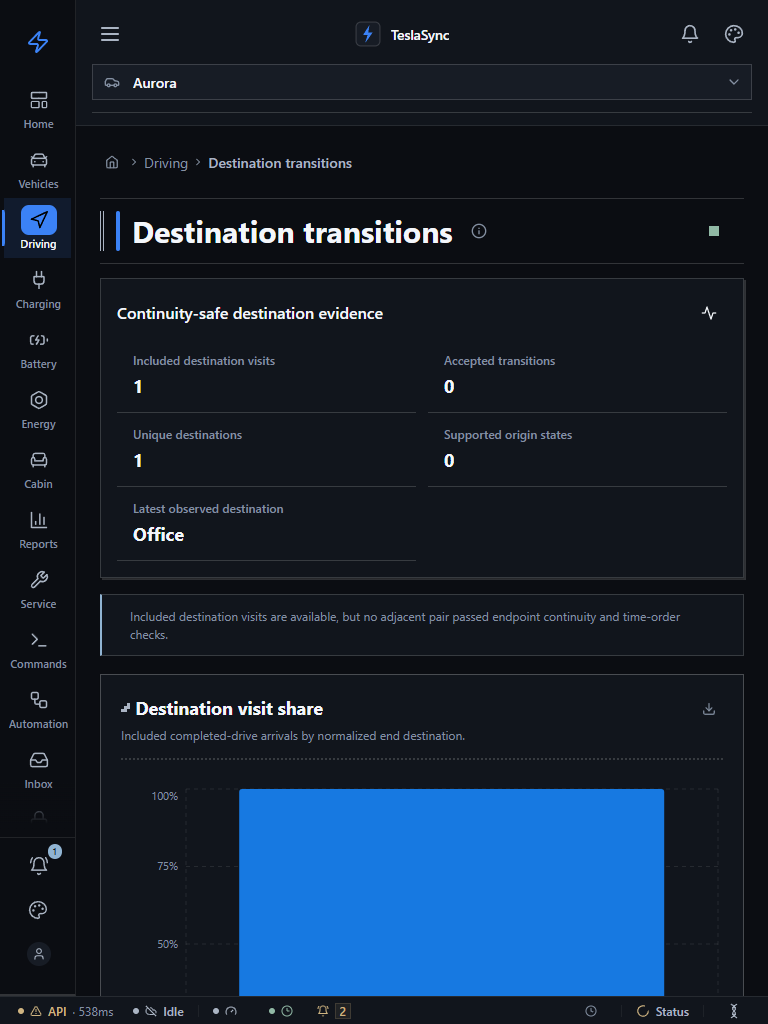 TeslaSync
Aurora
Home
Vehicles
Driving
Charging
Battery
Energy
Cabin
Reports
Service
Commands
Automation
Inbox
1
Driving
Destination transitions
Destination transitions
Continuity-safe destination evidence
Included destination visits
1
Accepted transitions
0
Unique destinations
1
Supported origin states
0
Latest observed destination
Office
Included destination visits are available, but no adjacent pair passed endpoint continuity and time-order
checks.
Destination visit share
Included completed-drive arrivals by normalized end destination.
100%
75%
50%
API · 538ms
Idle
2
Status